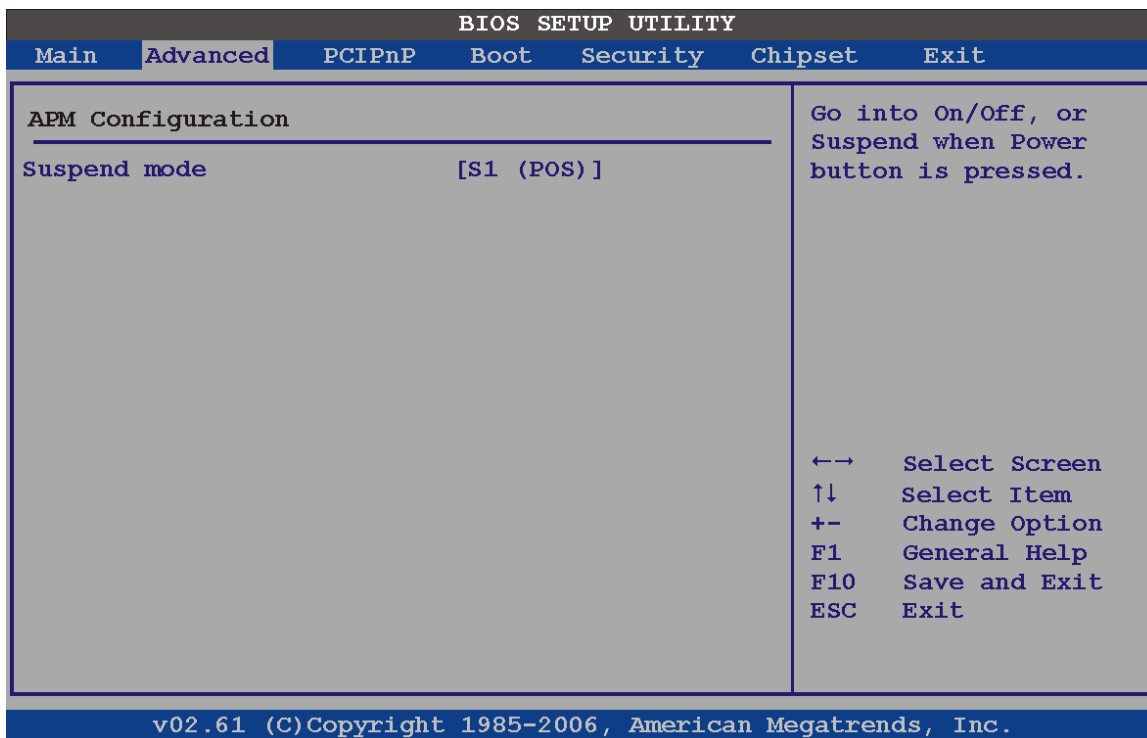 BIOS SETUP UTILITY
Main Advanced PCIPnP Boot Security Chipset Exit
APM Configuration
Suspend mode [S1 (POS)]
Go into On/Off, or
Suspend when Power
button is pressed.
←→ Select Screen
↑↓ Select Item
+- Change Option
F1 General Help
F10 Save and Exit
ESC Exit
v02.61 (C)Copyright 1985-2006, American Megatrends, Inc.